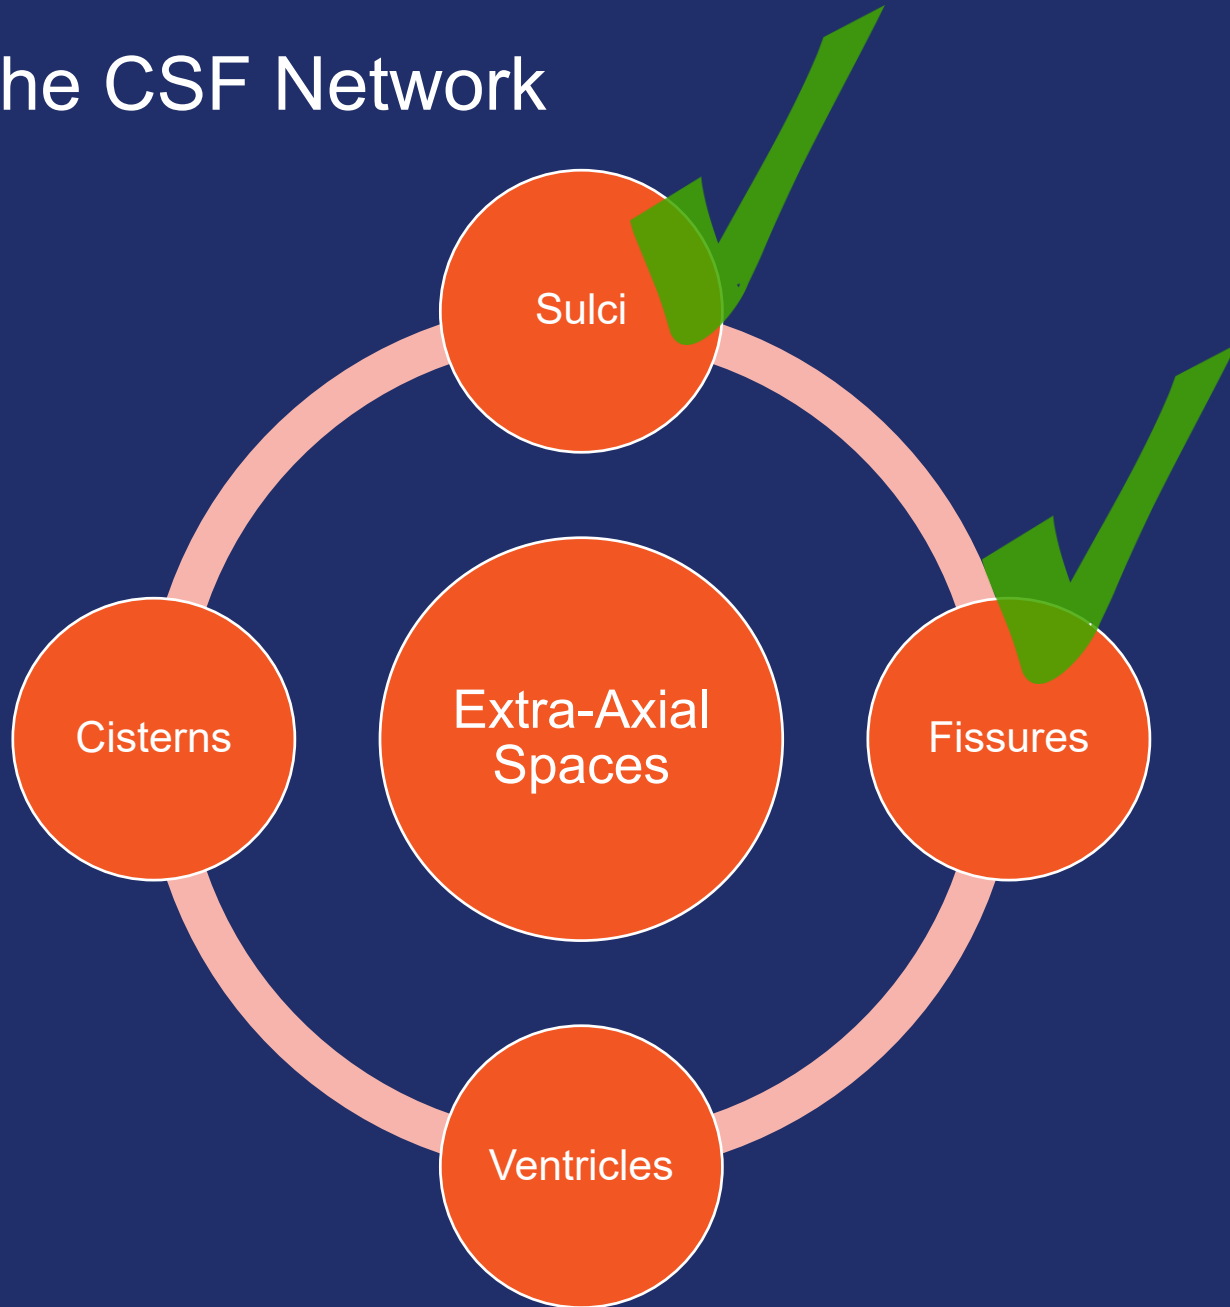 he CSF Network
Sulci
Extra-Axial
Spaces
Cisterns
Fissures
Ventricles